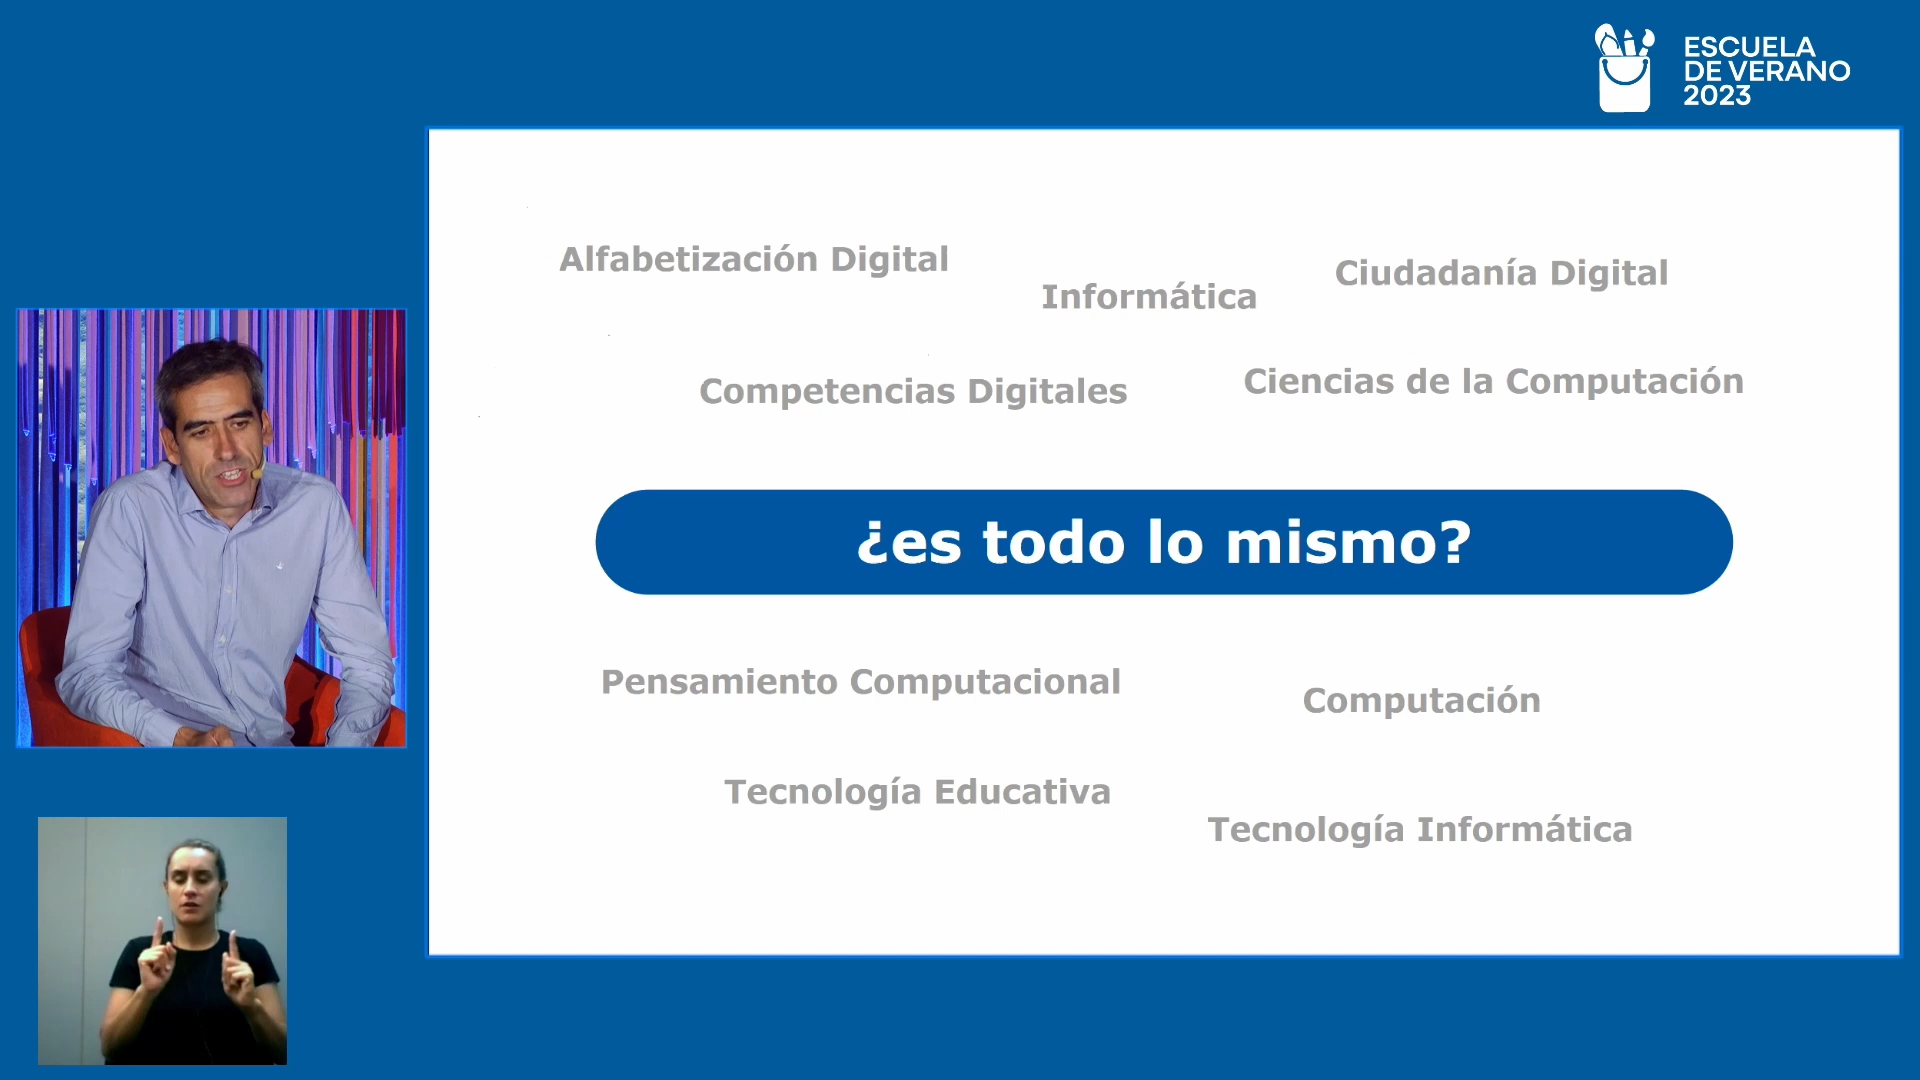 ESCUELA
DE VERANO
2023
Alfabetización Digital
Informática
Ciudadanía Digital
Competencias Digitales
Ciencias de la Computación
¿es todo lo mismo?
Pensamiento Computacional
Computación
Tecnología Educativa
Tecnología Informática